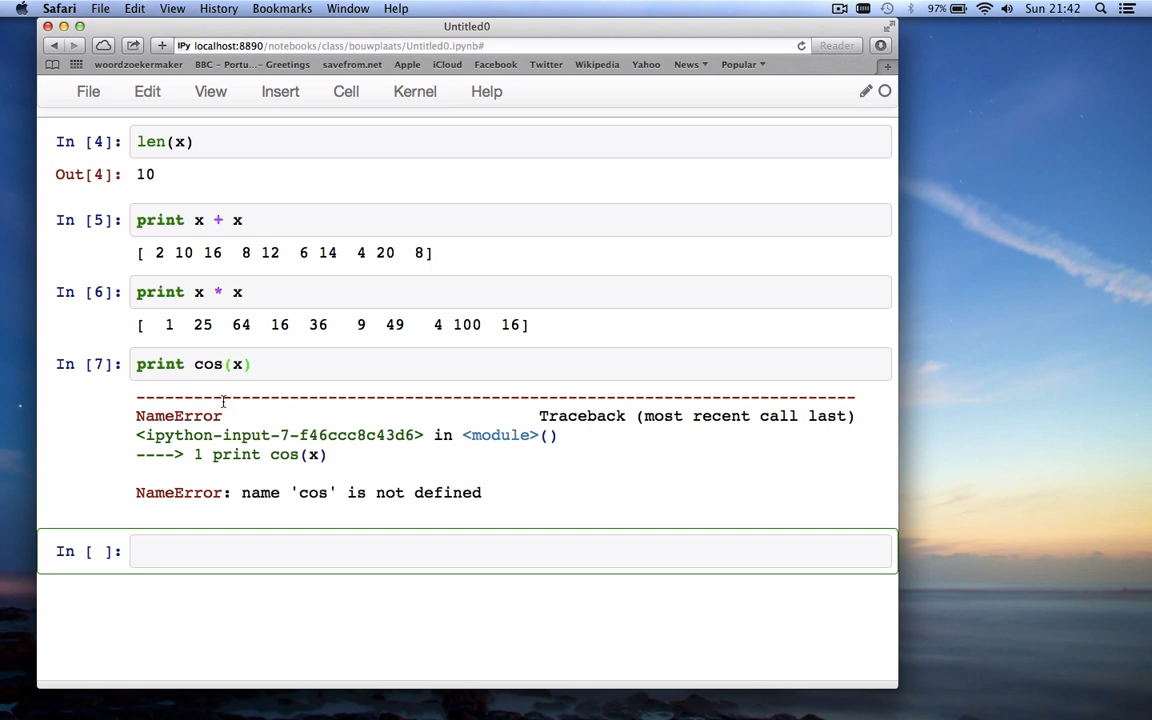 Safari File Edit View History Bookmarks Window Help 97% Sun 21:42
Untitled0
IPy localhost:8890/notebooks/class/bouwplaats/Untitled0.ipynb# Reader
woordzoekermaker BBC – Portu... – Greetings savefrom.net Apple iCloud Facebook Twitter Wikipedia Yahoo News Popular
File Edit View Insert Cell Kernel Help
In [4]: len(x)
Out[4]: 10
In [5]: print x + x
[ 2 10 16  8 12  6 14  4 20  8]
In [6]: print x * x
[  1  25  64  16  36   9  49   4 100  16]
In [7]: print cos(x)
---------------------------------------------------------------------------
NameError                                 Traceback (most recent call last)
<ipython-input-7-f46ccc8c43d6> in <module>()
----> 1 print cos(x)
NameError: name 'cos' is not defined
In [ ]: